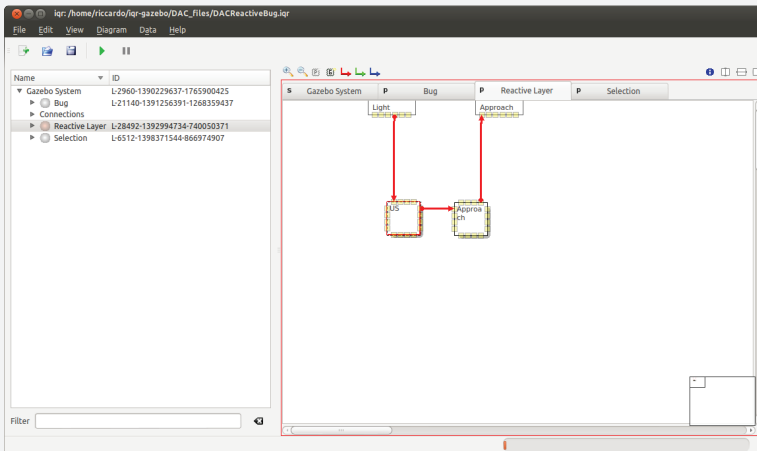 iqr: /home/riccardo/iqr-gazebo/DAC_files/DACReactiveBug.iqr
File Edit View Diagram Data Help
Name ID
Gazebo System L-2960-1390229637-1765900425
Bug L-21140-1391256391-1268359437
Connections
Reactive Layer L-28492-1392994734-740050371
Selection L-6512-1398371544-866974907
S Gazebo System P Bug P Reactive Layer P Selection
Light Approach
US Approa
ch
Filter